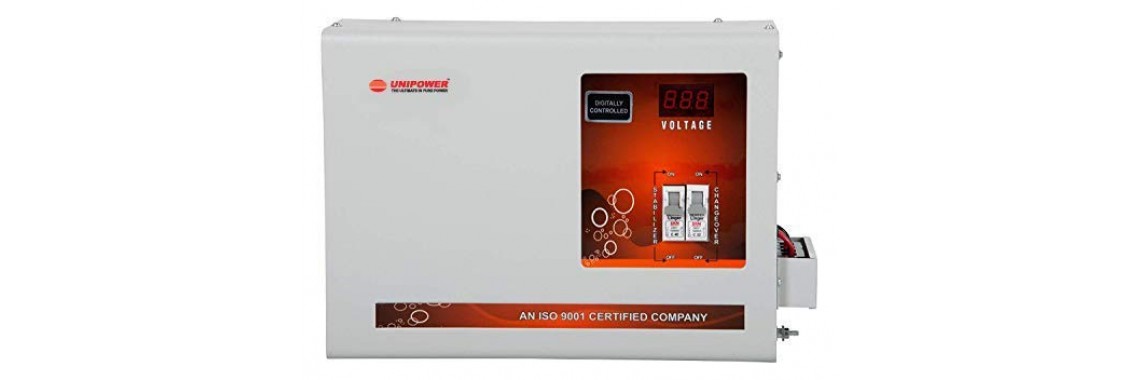 UNIPOWER™
THE ULTIMATE IN PURE POWER
DIGITALLY
CONTROLLED
888
VOLTAGE
ON ON
STABILIZER
CHANGEOVER
OFF OFF
AN ISO 9001 CERTIFIED COMPANY